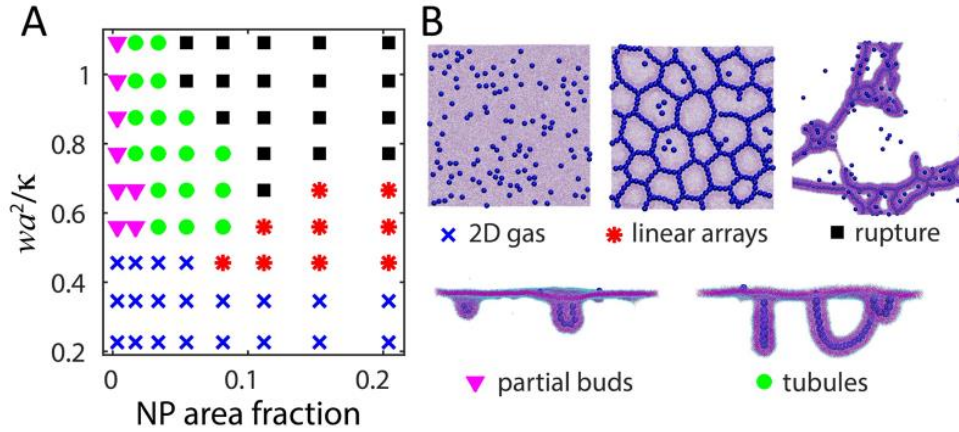 A
B
wa²/κ
1
0.8
0.6
0.4
0.2
0
0.1
0.2
NP area fraction
2D gas
linear arrays
rupture
partial buds
tubules